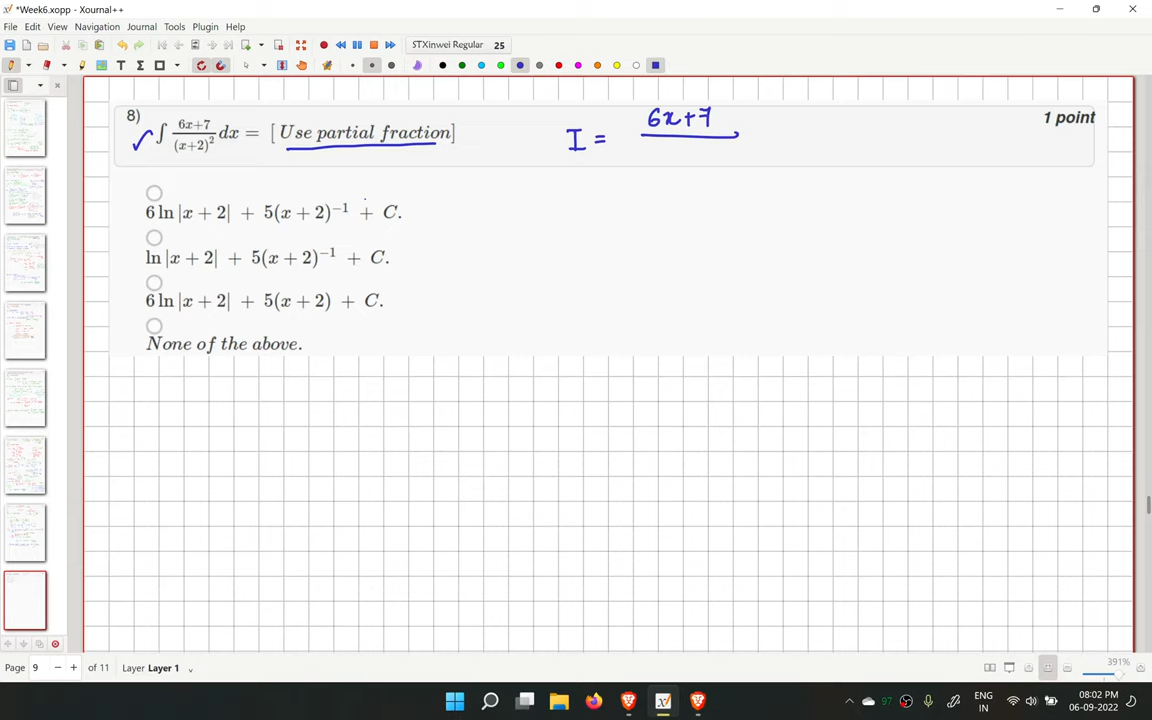 *Week6.xopp - Xournal++
File Edit View Navigation Journal Tools Plugin Help
STXinwei Regular 25
8) ∫ (6x+7)/(x+2)² dx = [ Use partial fraction]
1 point
I = 6x+7
6 ln|x + 2| + 5(x + 2)⁻¹ + C.
ln|x + 2| + 5(x + 2)⁻¹ + C.
6 ln|x + 2| + 5(x + 2) + C.
None of the above.
391%
Page 9 of 11 Layer Layer 1
97 ENG IN 08:02 PM 06-09-2022